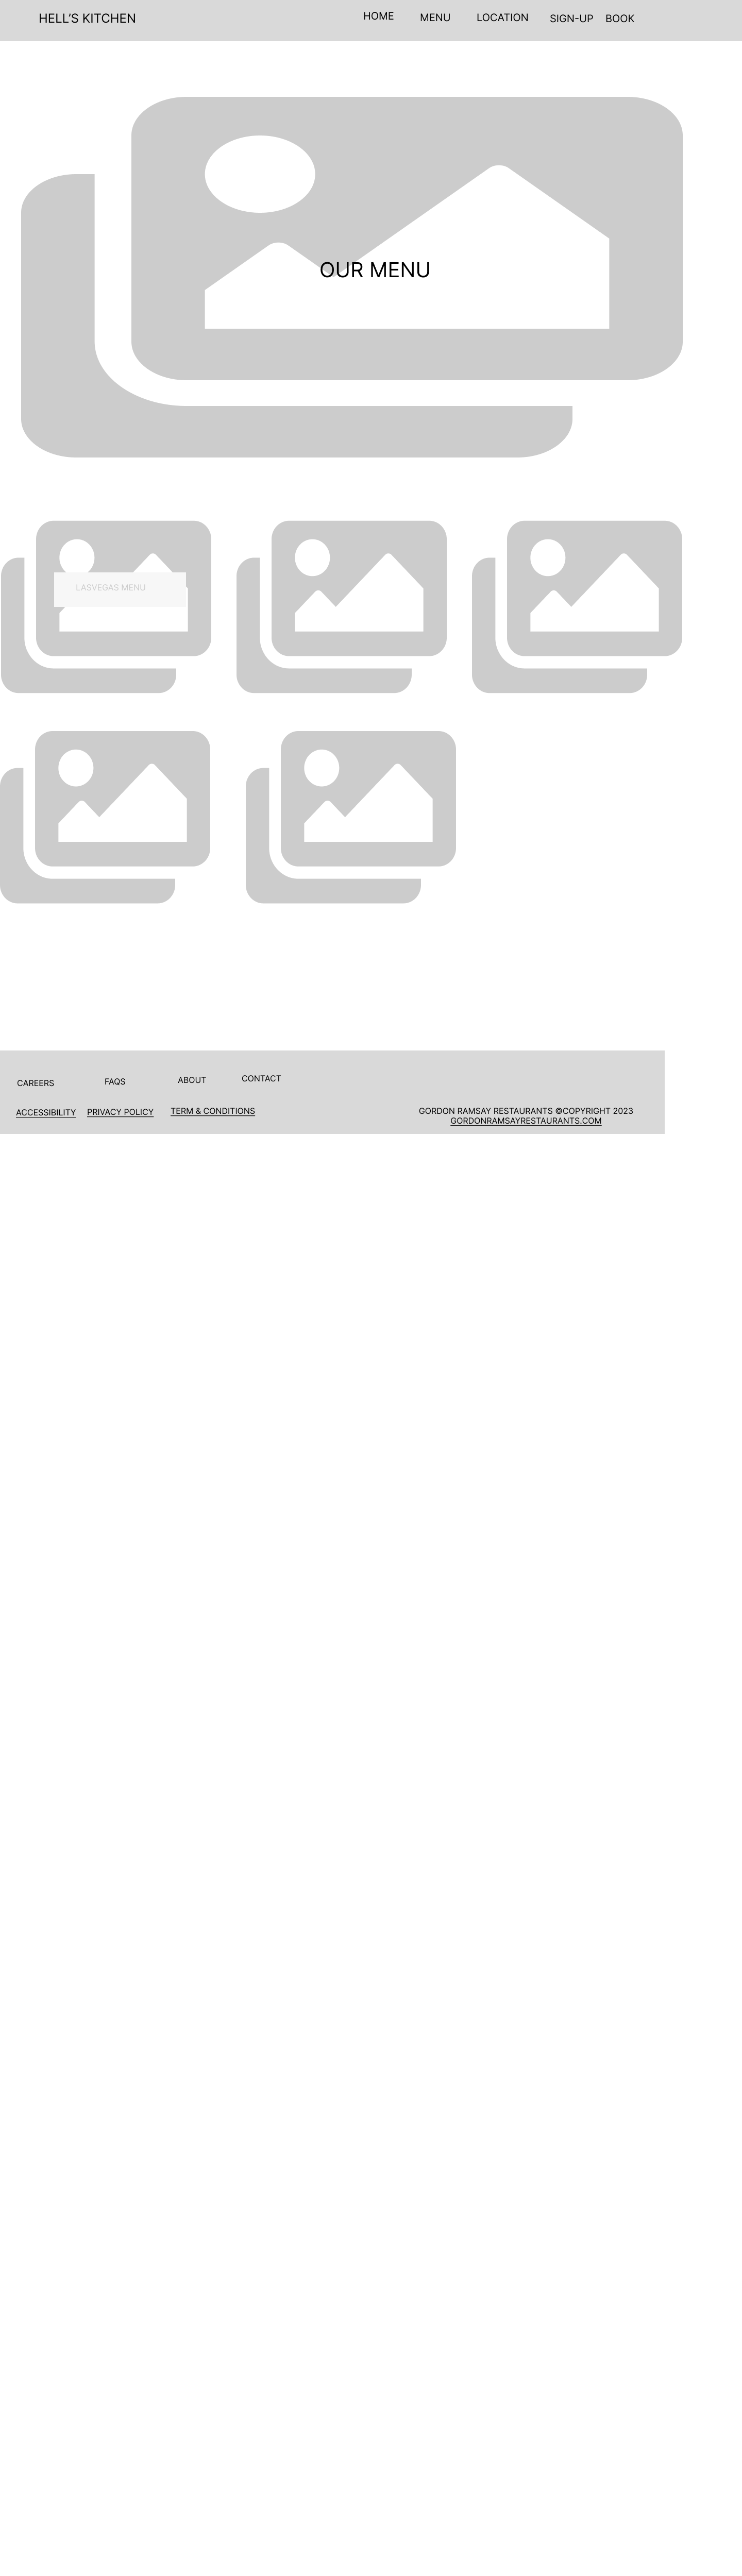 HELL’S KITCHEN
HOME
MENU
LOCATION
SIGN-UP
BOOK
OUR MENU
LASVEGAS MENU
CAREERS
FAQS
ABOUT
CONTACT
ACCESSIBILITY
PRIVACY POLICY
TERM & CONDITIONS
GORDON RAMSAY RESTAURANTS ©COPYRIGHT 2023
GORDONRAMSAYRESTAURANTS.COM